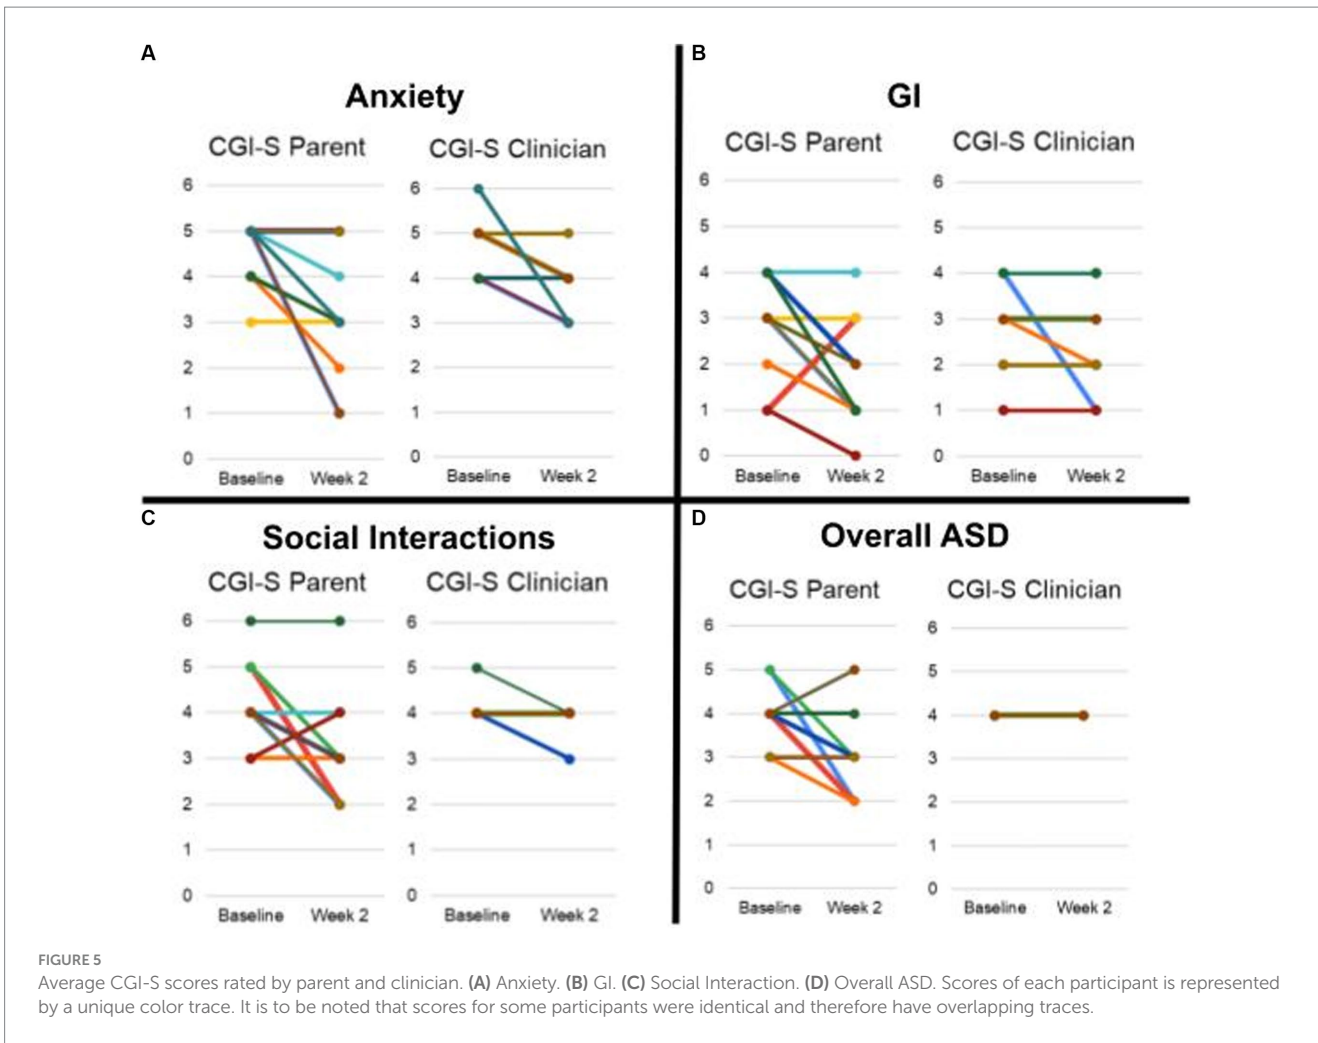 A
Anxiety
CGI-S Parent
CGI-S Clinician
6
5
4
3
2
1
0
Baseline
Week 2
6
5
4
3
2
1
0
Baseline
Week 2
B
GI
CGI-S Parent
CGI-S Clinician
6
5
4
3
2
1
0
Baseline
Week 2
6
5
4
3
2
1
0
Baseline
Week 2
C
Social Interactions
CGI-S Parent
CGI-S Clinician
6
5
4
3
2
1
0
Baseline
Week 2
6
5
4
3
2
1
0
Baseline
Week 2
D
Overall ASD
CGI-S Parent
CGI-S Clinician
6
5
4
3
2
1
0
Baseline
Week 2
6
5
4
3
2
1
0
Baseline
Week 2
FIGURE 5
Average CGI-S scores rated by parent and clinician. (A) Anxiety. (B) GI. (C) Social Interaction. (D) Overall ASD. Scores of each participant is represented
by a unique color trace. It is to be noted that scores for some participants were identical and therefore have overlapping traces.